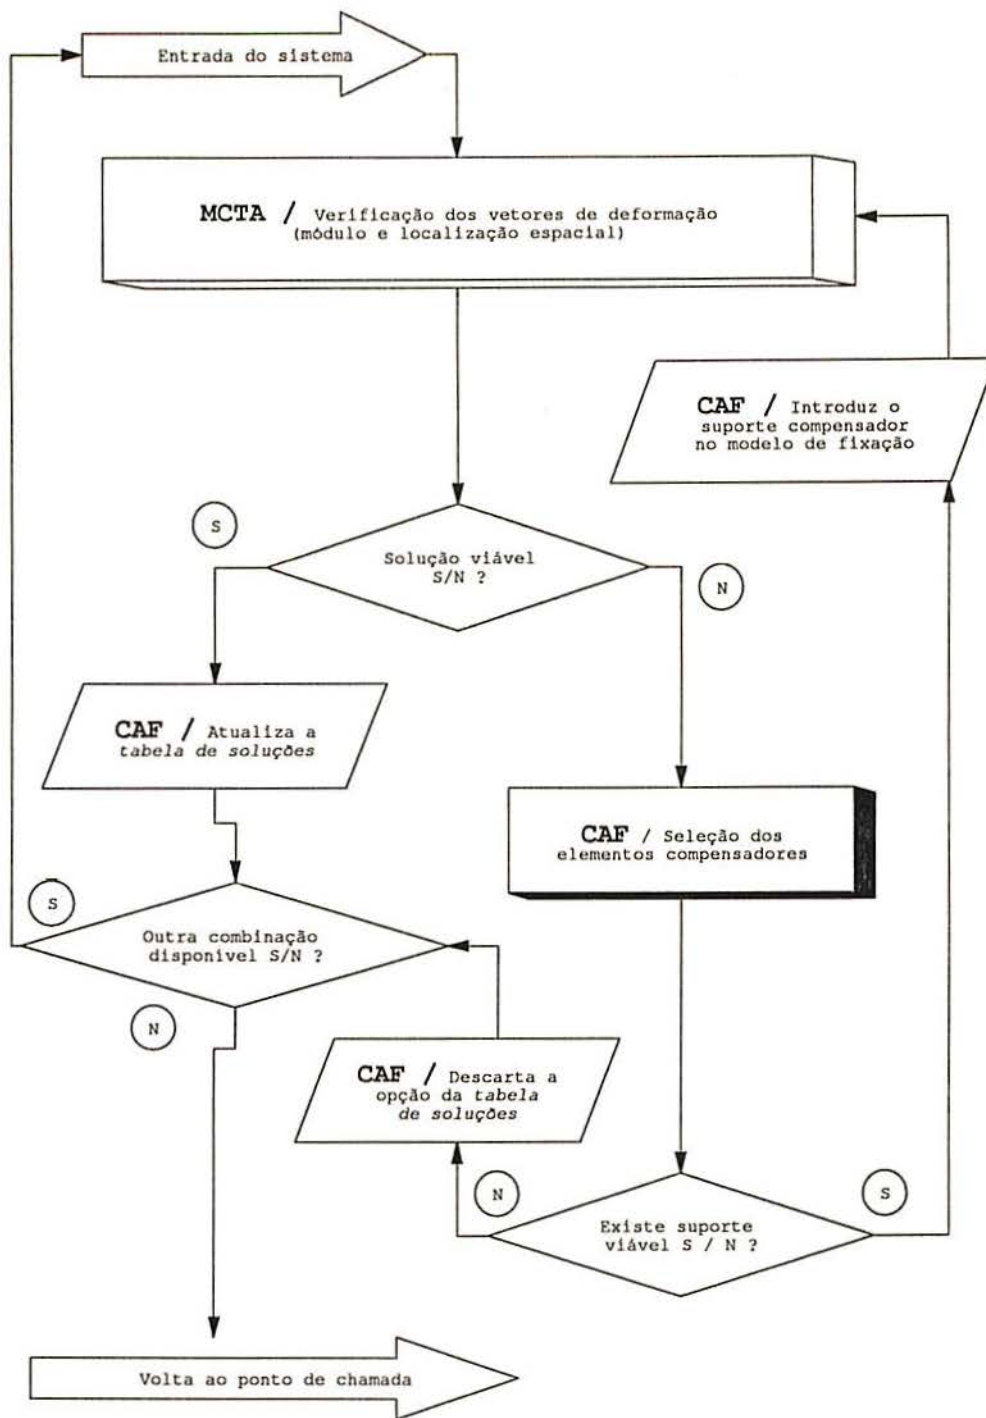 Entrada do sistema
MCTA / Verificação dos vetores de deformação
(módulo e localização espacial)
CAF / Introduz o
suporte compensador
no modelo de fixação
S
Solução viável
S/N ?
N
CAF / Atualiza a
tabela de soluções
CAF / Seleção dos
elementos compensadores
S
Outra combinação
disponível S/N ?
N
CAF / Descarta a
opção da tabela
de soluções
N
S
Existe suporte
viável S / N ?
Volta ao ponto de chamada